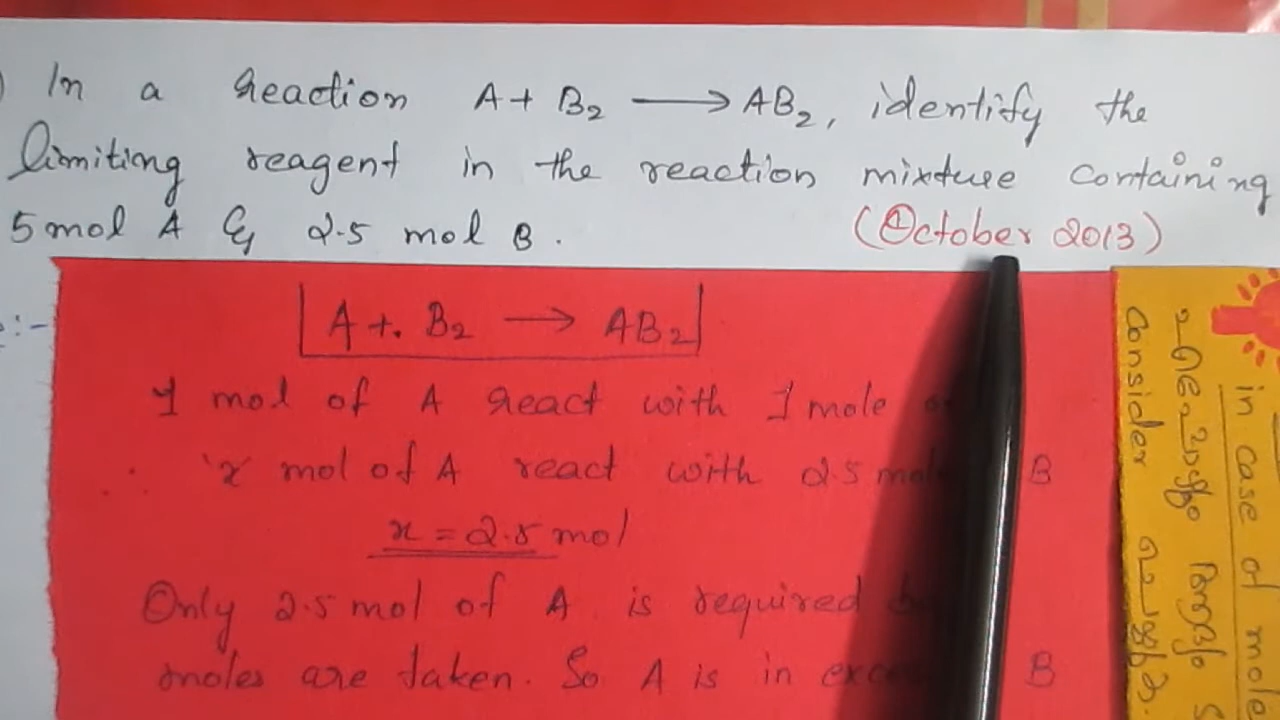 ) In a reaction A + B₂ ⟶ AB₂, identify the
limiting reagent in the reaction mixture containing
5 mol A & 2.5 mol B.
(October 2013)
:-
A + B₂ ⟶ AB₂
1 mol of A react with 1 mole
∴ x mol of A react with 2.5 B
x = 2.5 mol
Only 2.5 mol of A is required
moles are taken. So A is in B
in case of mole
consider